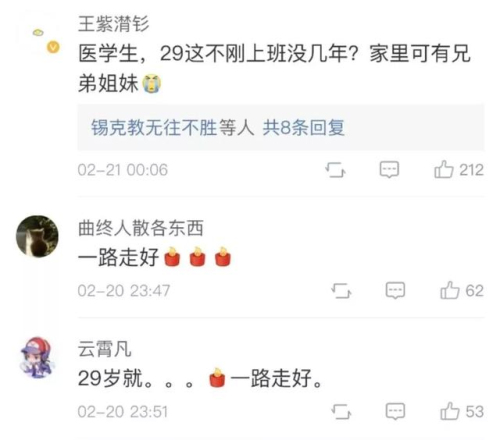 王紫潸钐
医学生，29这不刚上班没几年？家里可有兄
弟姐妹😭
锡克教无往不胜等人 共8条回复
02-21 00:06
212
曲终人散各东西
一路走好🕯🕯🕯
02-20 23:47
62
云霄凡
29岁就。。。🕯一路走好。
02-20 23:51
53